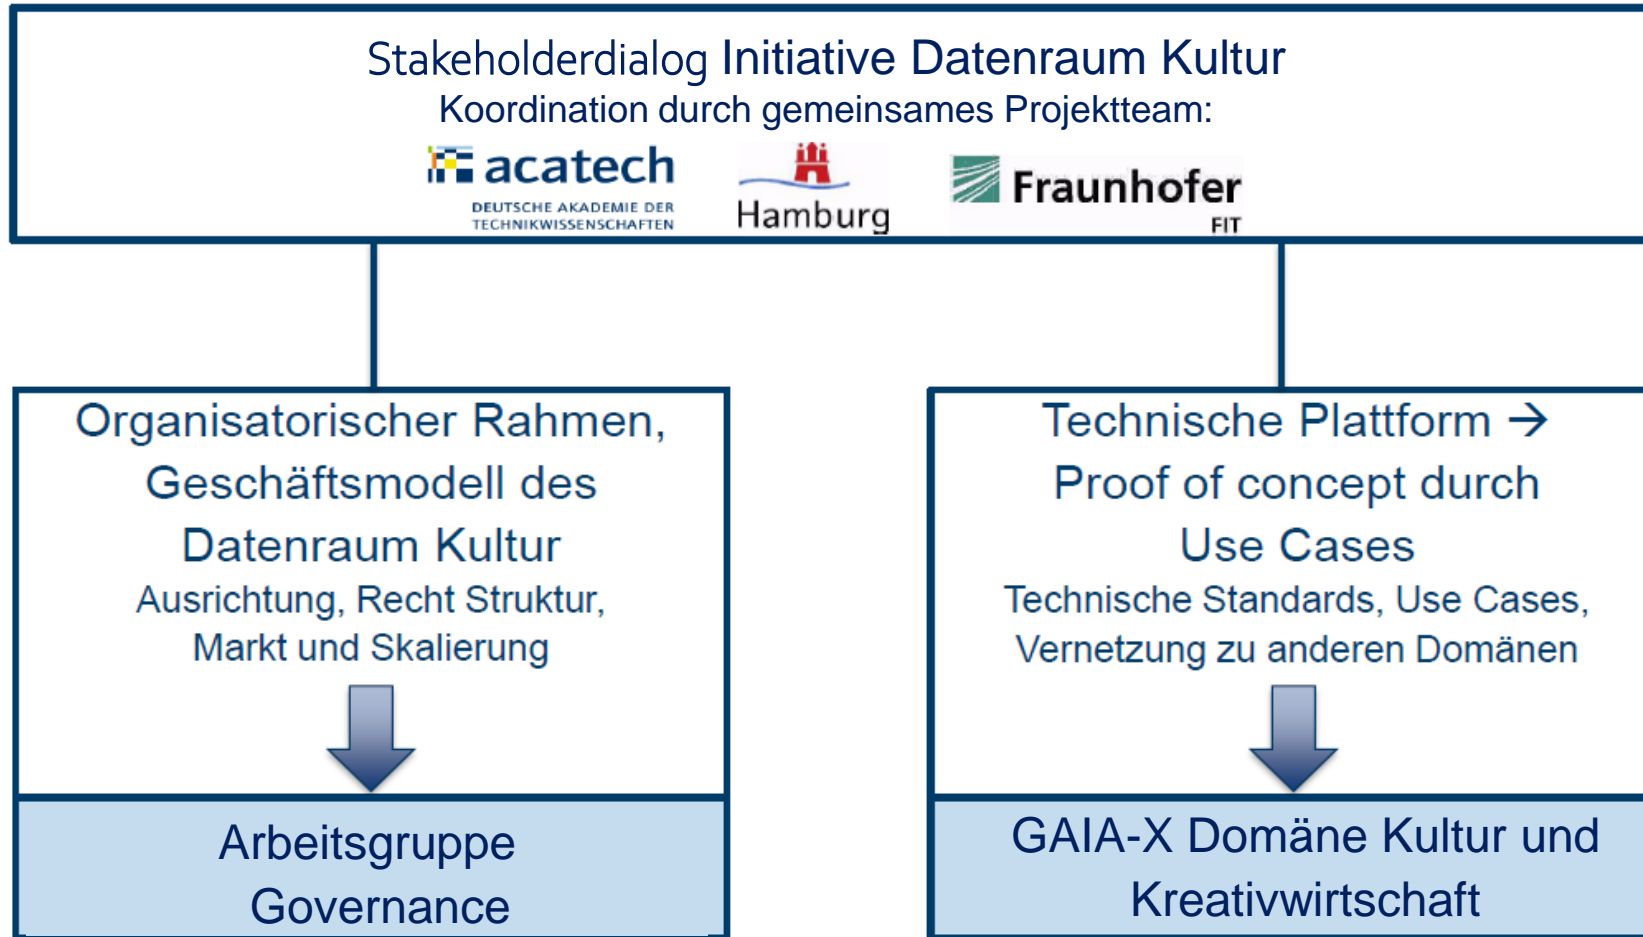 Stakeholderdialog Initiative Datenraum Kultur
Koordination durch gemeinsames Projektteam:
acatech
DEUTSCHE AKADEMIE DER
TECHNIKWISSENSCHAFTEN
Hamburg
Fraunhofer
FIT
Organisatorischer Rahmen,
Geschäftsmodell des
Datenraum Kultur
Ausrichtung, Recht Struktur,
Markt und Skalierung
Arbeitsgruppe
Governance
Technische Plattform →
Proof of concept durch
Use Cases
Technische Standards, Use Cases,
Vernetzung zu anderen Domänen
GAIA-X Domäne Kultur und
Kreativwirtschaft